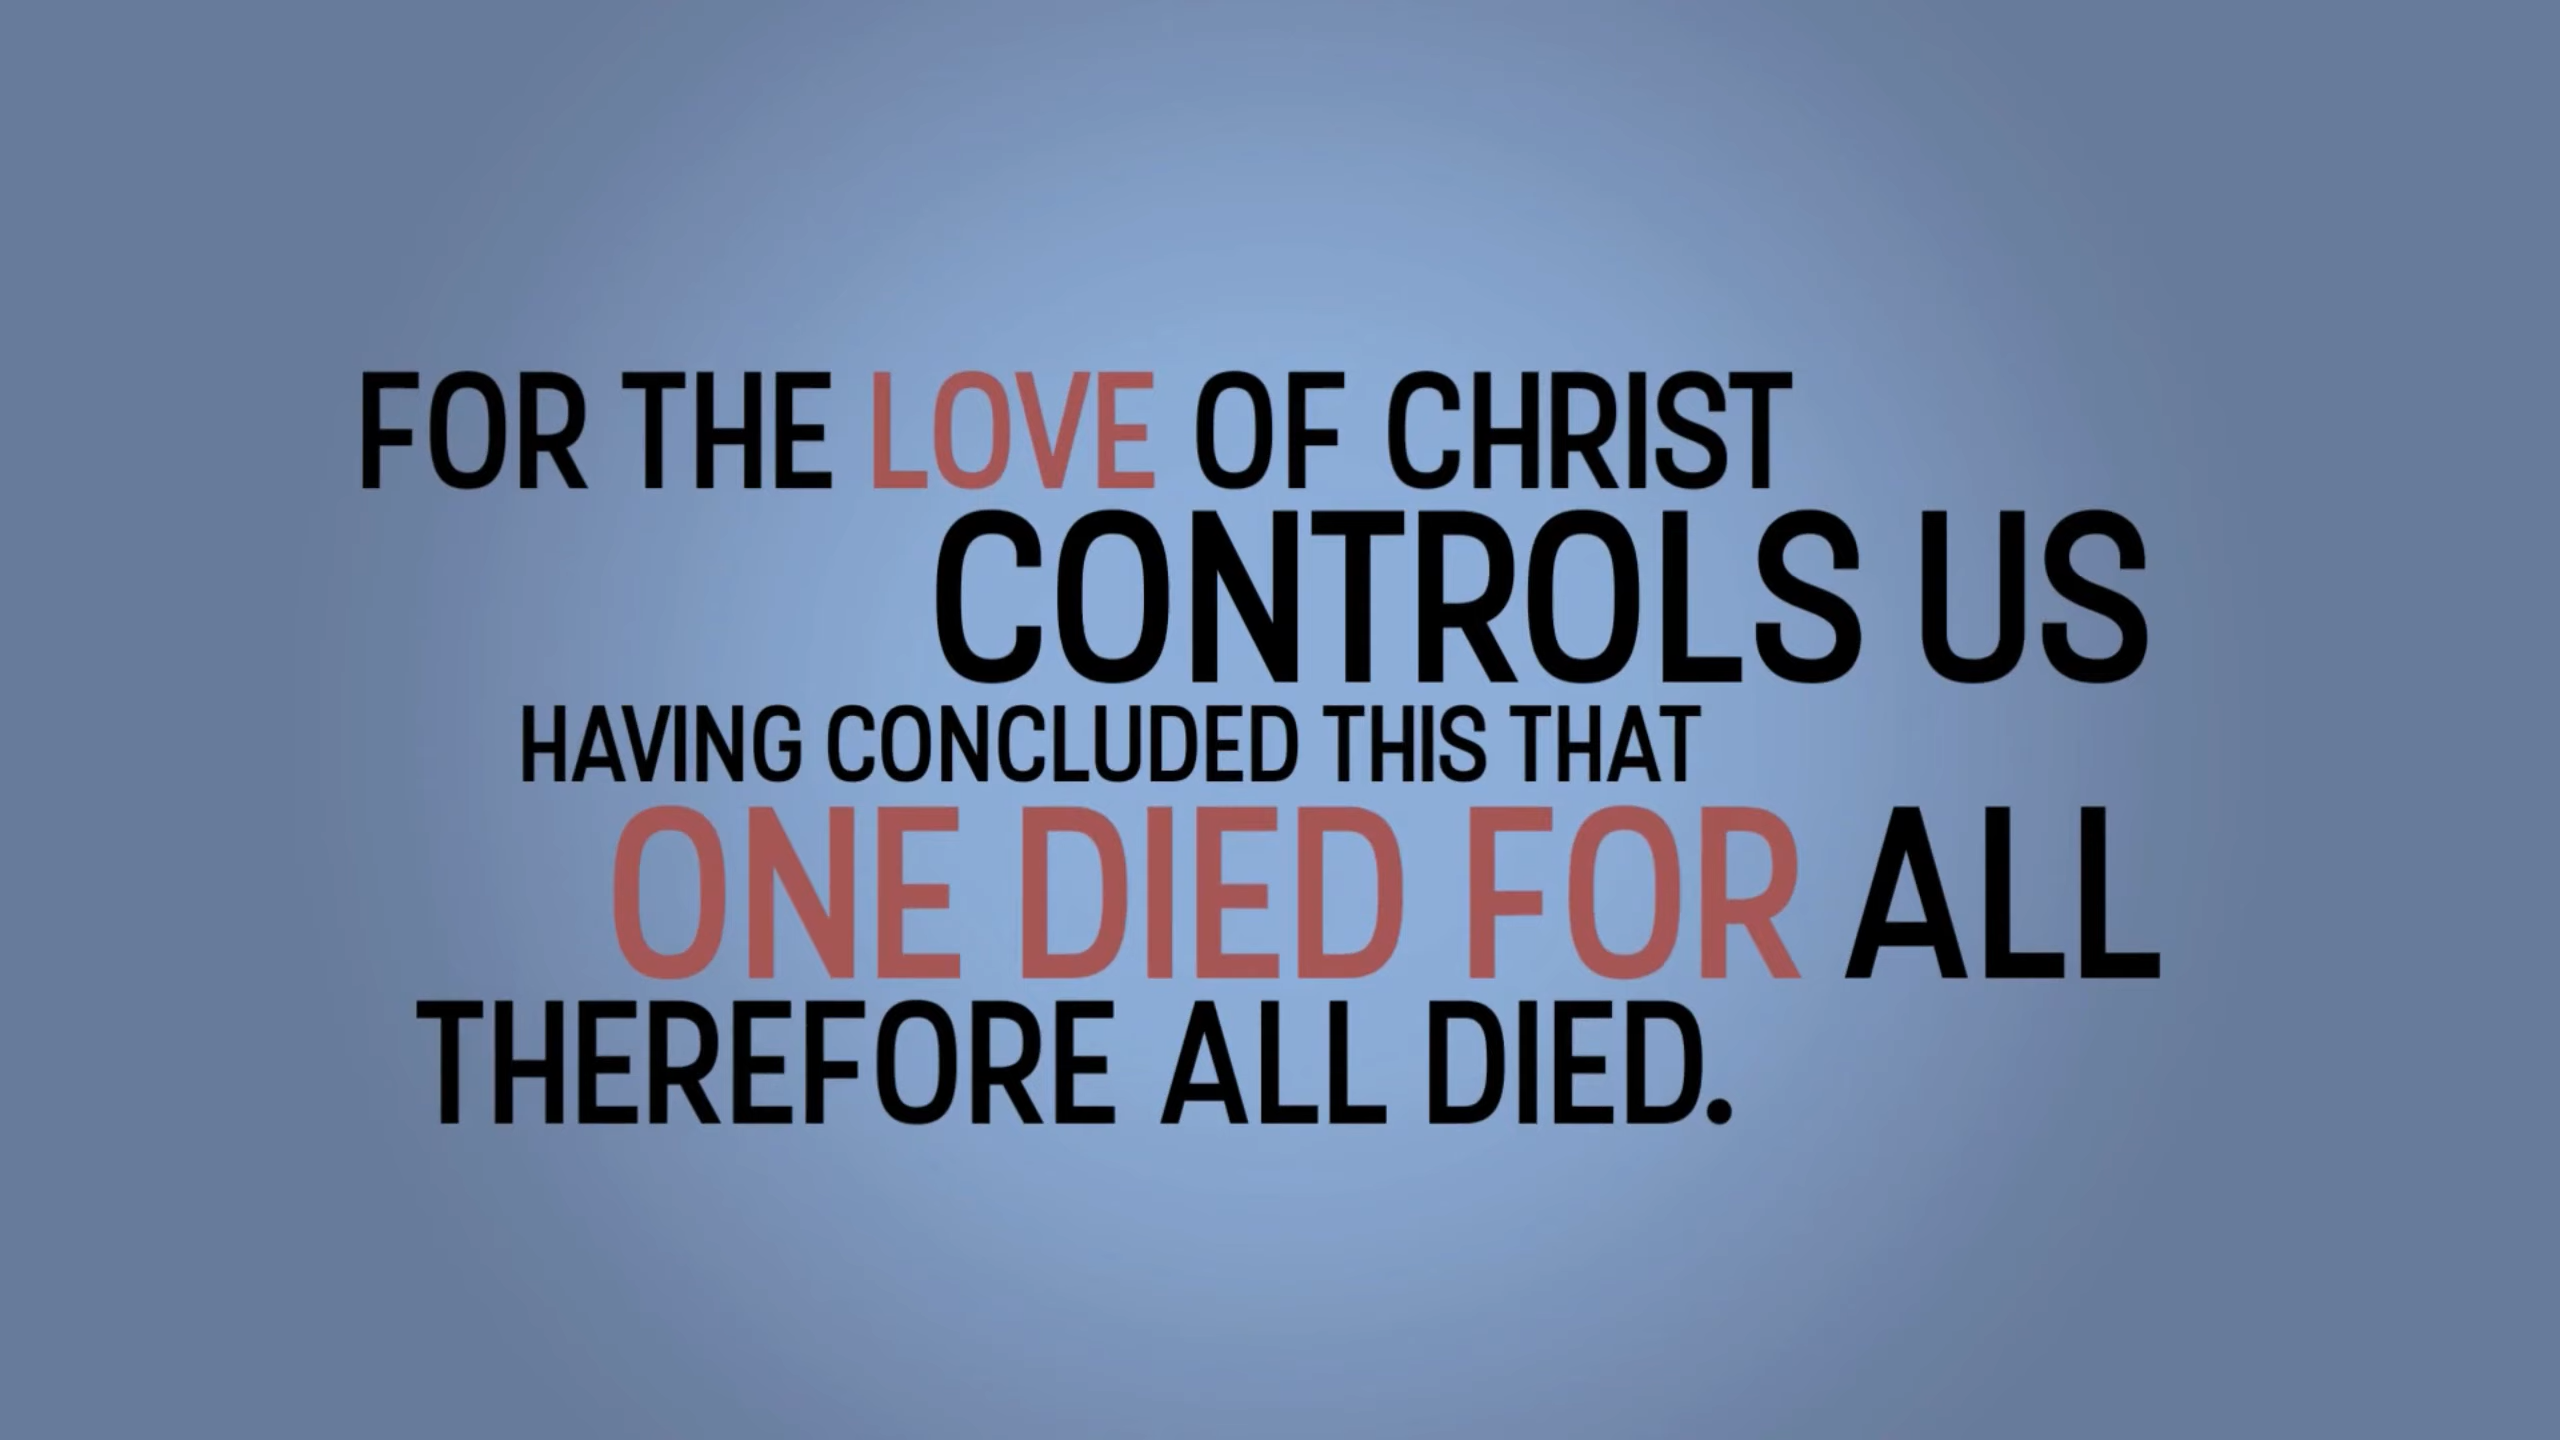 FOR THE LOVE OF CHRIST
CONTROLS US
HAVING CONCLUDED THIS THAT
ONE DIED FOR ALL
THEREFORE ALL DIED.